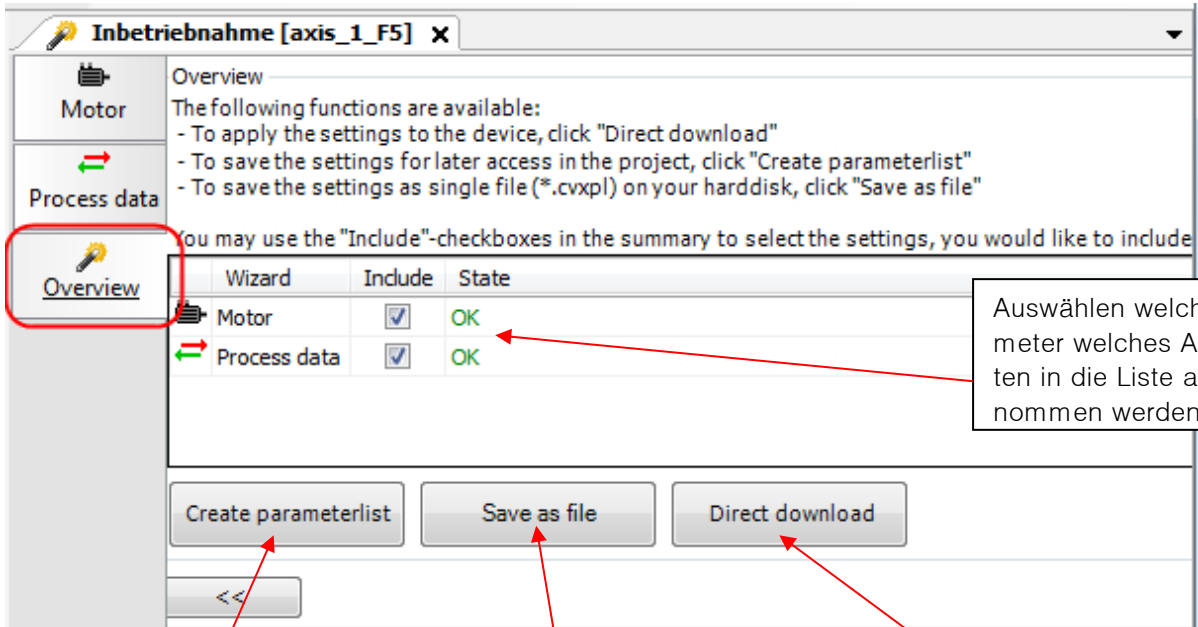 Inbetriebnahme [axis_1_F5]
Motor
Process data
Overview
Overview
The following functions are available:
- To apply the settings to the device, click "Direct download"
- To save the settings for later access in the project, click "Create parameterlist"
- To save the settings as single file (*.cvxpl) on your harddisk, click "Save as file"
You may use the "Include"-checkboxes in the summary to select the settings, you would like to include
Wizard Include State
Motor OK
Process data OK
Auswählen
meter welches
ten in die Liste
nommen werden
Create parameterlist Save as file Direct download
<<